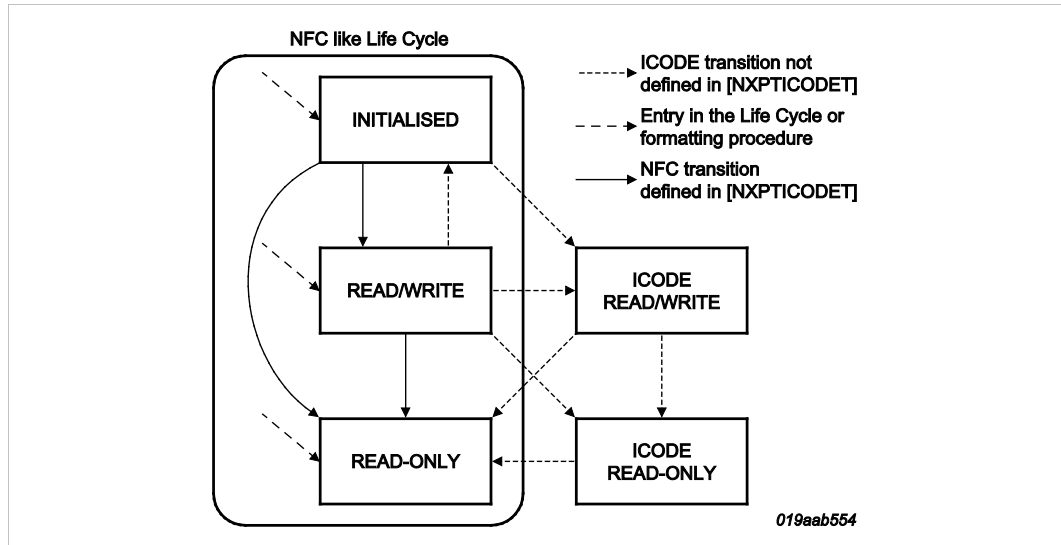 NFC like Life Cycle
INITIALISED
READ/WRITE
READ-ONLY
ICODE
READ/WRITE
ICODE
READ-ONLY
ICODE transition not
defined in [NXPTICODET]
Entry in the Life Cycle or
formatting procedure
NFC transition
defined in [NXPTICODET]
019aab554